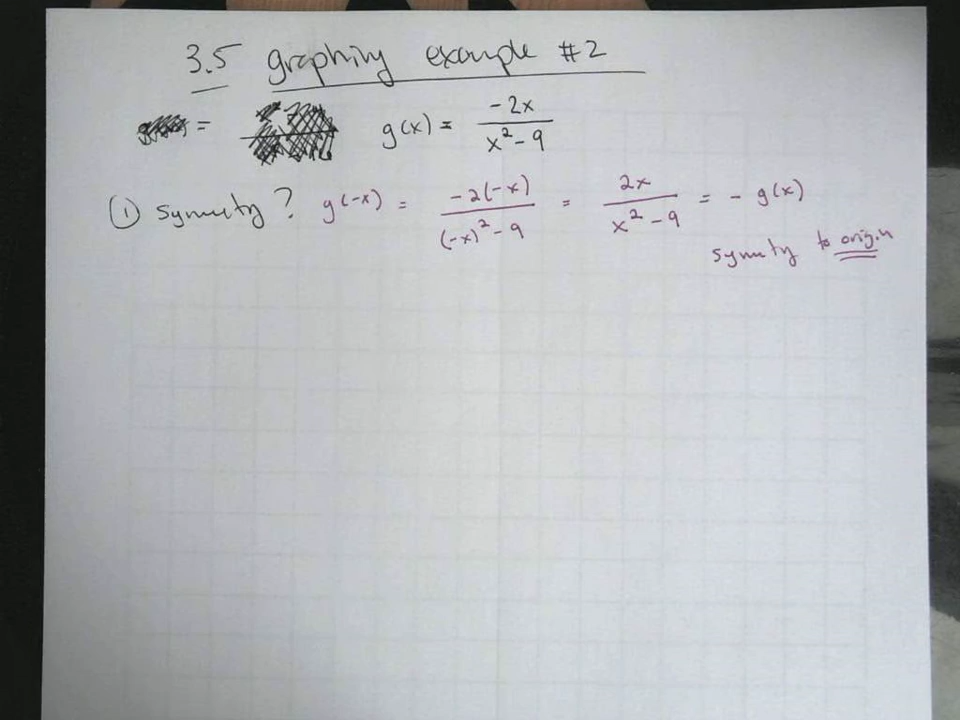 3.5 graphing example #2
= g(x) = -2x / x² - 9
① Symmetry? g(-x) = -2(-x) / (-x)² - 9 = 2x / x² - 9 = - g(x)
symmetry to origin